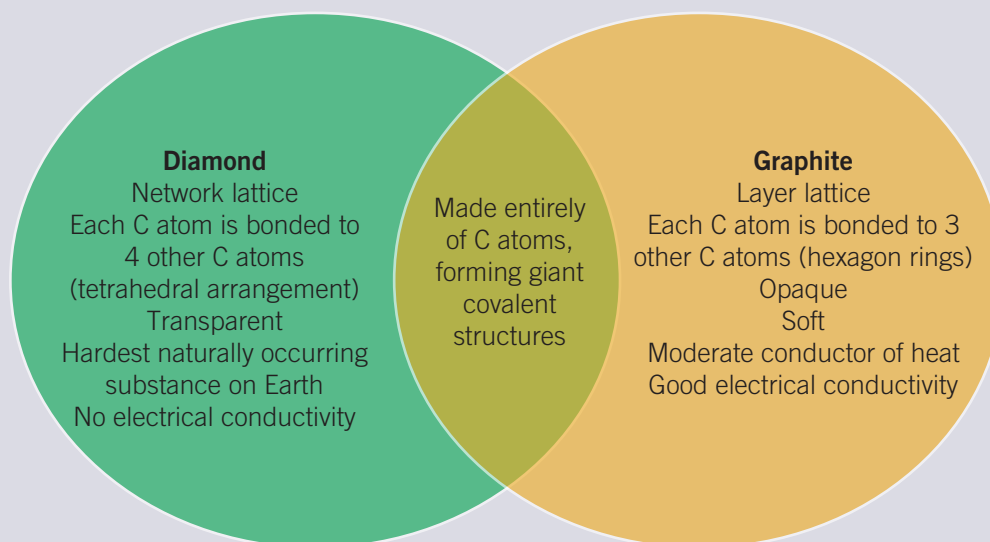 Diamond
Network lattice
Each C atom is bonded to
4 other C atoms
(tetrahedral arrangement)
Transparent
Hardest naturally occurring
substance on Earth
No electrical conductivity
Made entirely
of C atoms,
forming giant
covalent
structures
Graphite
Layer lattice
Each C atom is bonded to 3
other C atoms (hexagon rings)
Opaque
Soft
Moderate conductor of heat
Good electrical conductivity